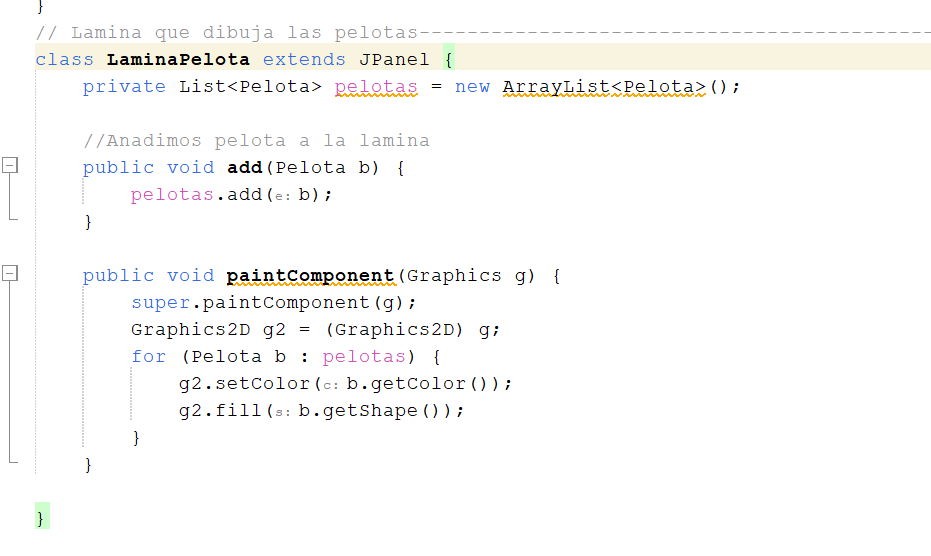 }
// Lamina que dibuja las pelotas-------------------------------------------
class LaminaPelota extends JPanel {
    private List<Pelota> pelotas = new ArrayList<Pelota>();

    //Anadimos pelota a la lamina
    public void add(Pelota b) {
        pelotas.add(e: b);
    }

    public void paintComponent(Graphics g) {
        super.paintComponent(g);
        Graphics2D g2 = (Graphics2D) g;
        for (Pelota b : pelotas) {
            g2.setColor(c: b.getColor());
            g2.fill(s: b.getShape());
        }
    }

}